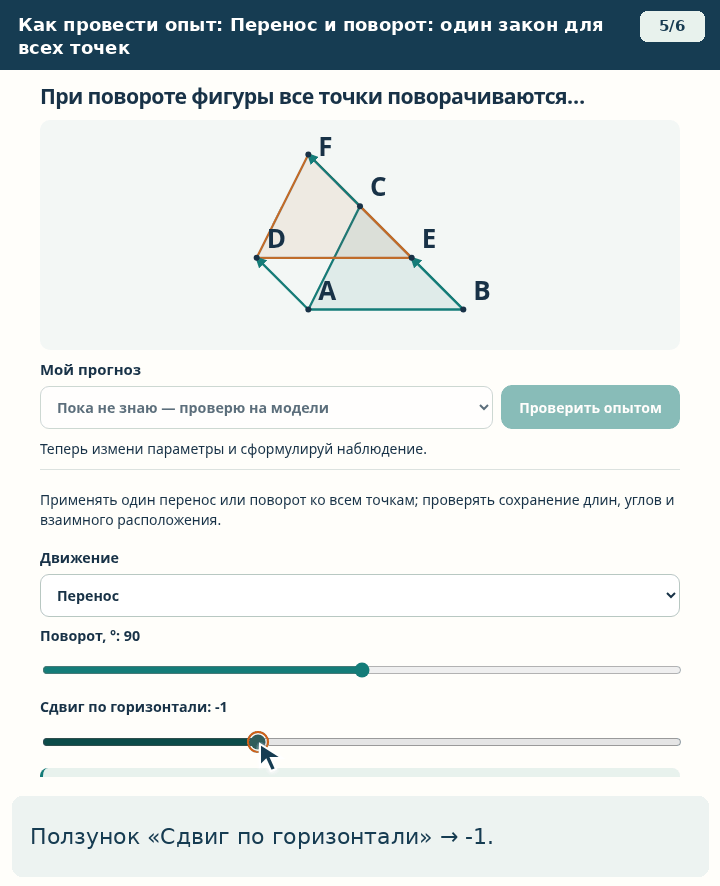 Как провести опыт: Перенос и поворот: один закон для
всех точек
5/6
При повороте фигуры все точки поворачиваются...
F
C
D
E
A
B
Мой прогноз
Пока не знаю — проверю на модели
Проверить опытом
Теперь измени параметры и сформулируй наблюдение.
Применять один перенос или поворот ко всем точкам; проверять сохранение длин, углов и
взаимного расположения.
Движение
Перенос
Поворот, °: 90
Сдвиг по горизонтали: -1
Ползунок «Сдвиг по горизонтали» → -1.